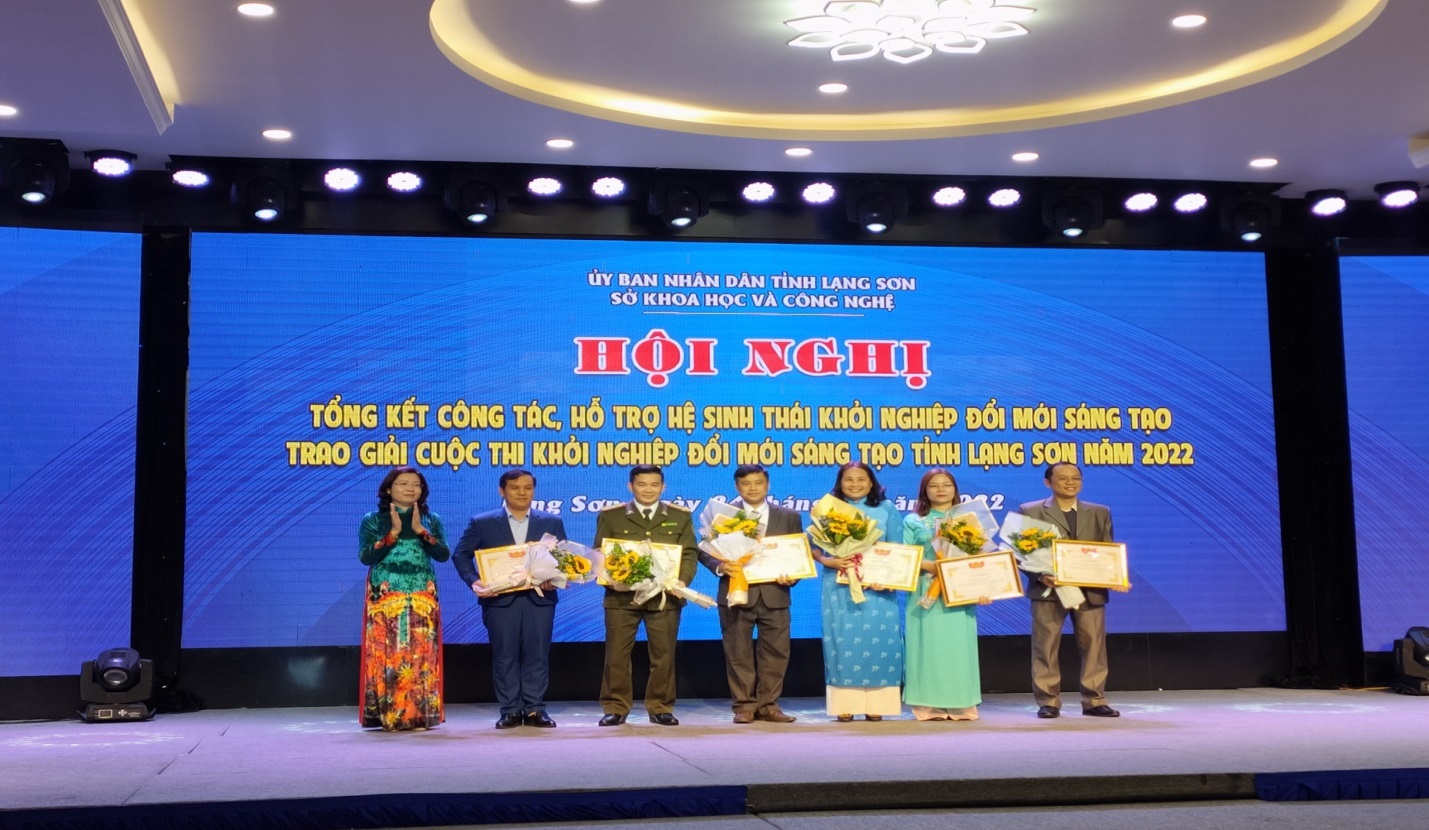 ỦY BAN NHÂN DÂN TỈNH LẠNG SƠN
SỞ KHOA HỌC VÀ CÔNG NGHỆ
HỘI NGHỊ
TỔNG KẾT CÔNG TÁC, HỖ TRỢ HỆ SINH THÁI KHỞI NGHIỆP ĐỔI MỚI SÁNG TẠO
TRAO GIẢI CUỘC THI KHỞI NGHIỆP ĐỔI MỚI SÁNG TẠO TỈNH LẠNG SƠN NĂM 2022
Sơn